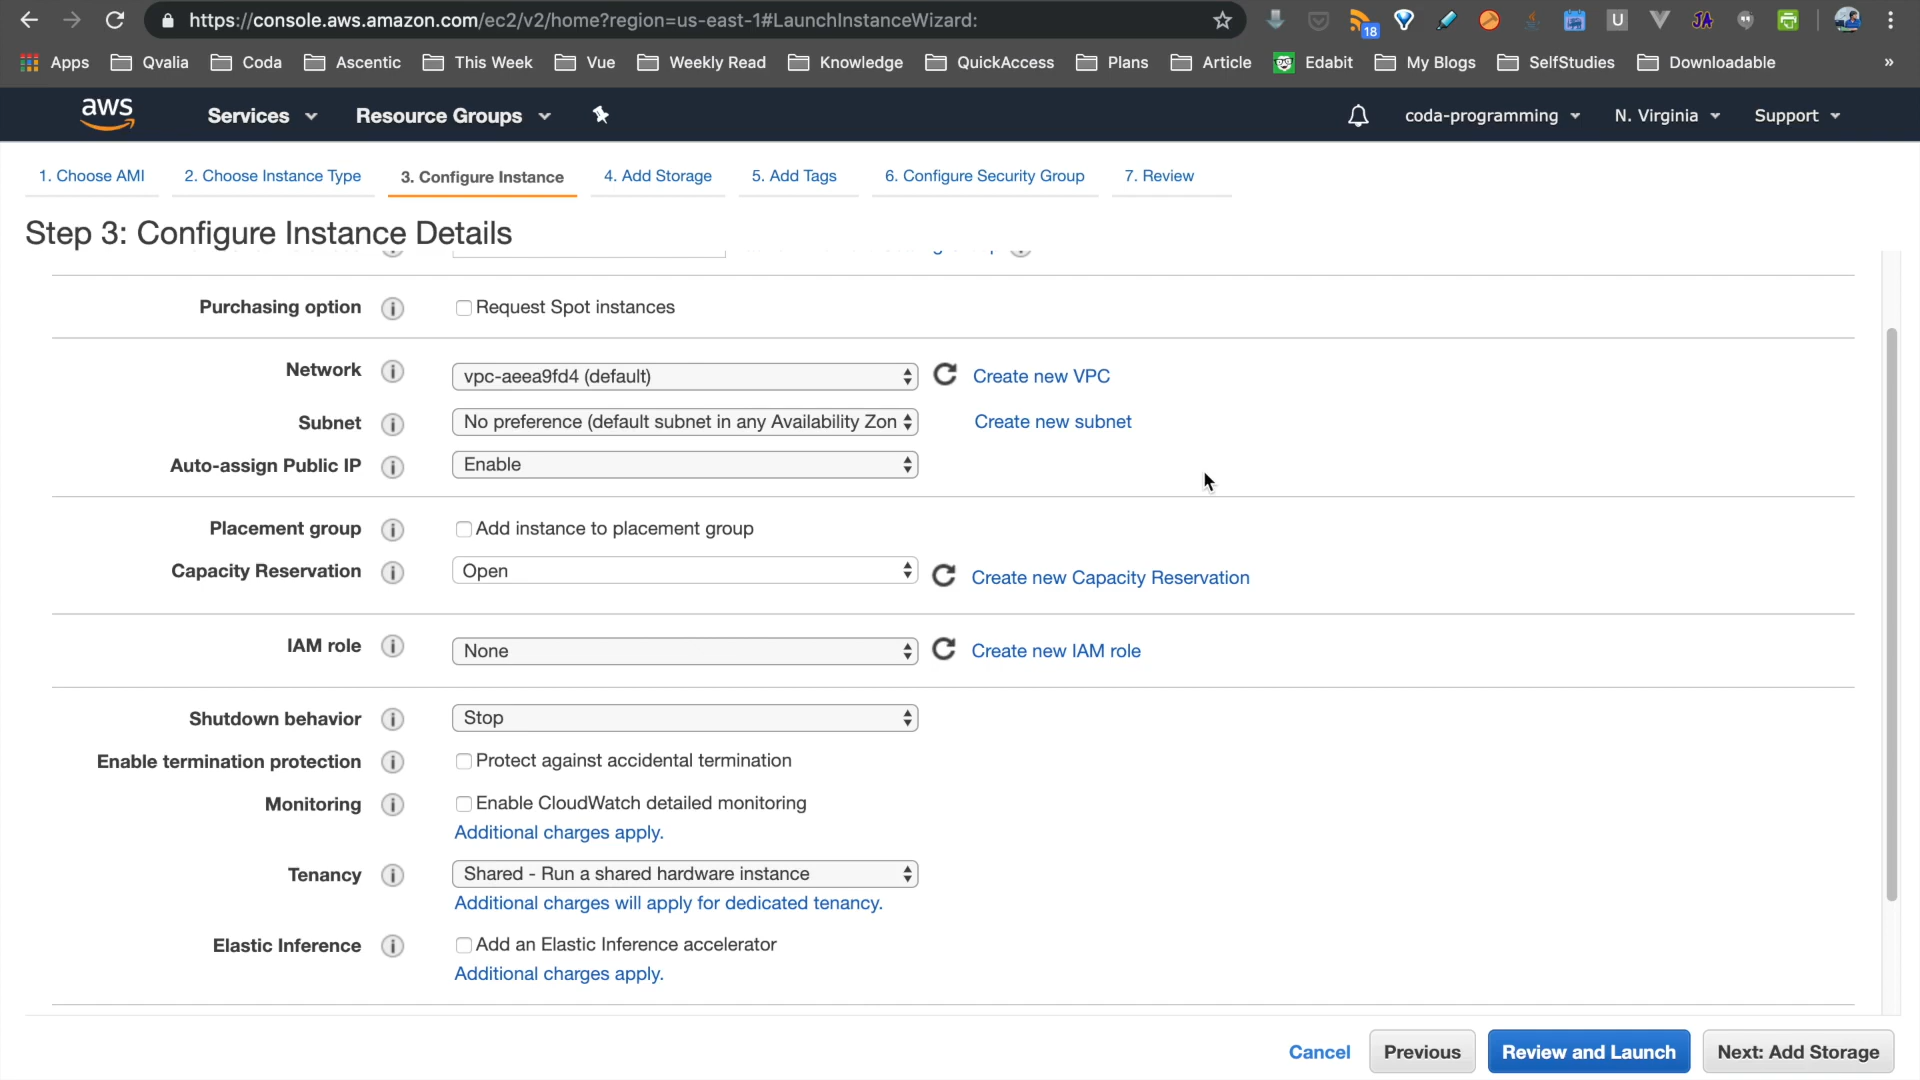 https://console.aws.amazon.com/ec2/v2/home?region=us-east-1#LaunchInstanceWizard:
18
U
JA
Apps Qvalia Coda Ascentic This Week Vue Weekly Read Knowledge QuickAccess Plans Article Edabit My Blogs SelfStudies Downloadable »
aws Services Resource Groups coda-programming N. Virginia Support
1. Choose AMI 2. Choose Instance Type 3. Configure Instance 4. Add Storage 5. Add Tags 6. Configure Security Group 7. Review
Step 3: Configure Instance Details
Purchasing option i Request Spot instances
Network i vpc-aeea9fd4 (default) Create new VPC
Subnet i No preference (default subnet in any Availability Zon Create new subnet
Auto-assign Public IP i Enable
Placement group i Add instance to placement group
Capacity Reservation i Open Create new Capacity Reservation
IAM role i None Create new IAM role
Shutdown behavior i Stop
Enable termination protection i Protect against accidental termination
Monitoring i Enable CloudWatch detailed monitoring
Additional charges apply.
Tenancy i Shared - Run a shared hardware instance
Additional charges will apply for dedicated tenancy.
Elastic Inference i Add an Elastic Inference accelerator
Additional charges apply.
Cancel Previous Review and Launch Next: Add Storage